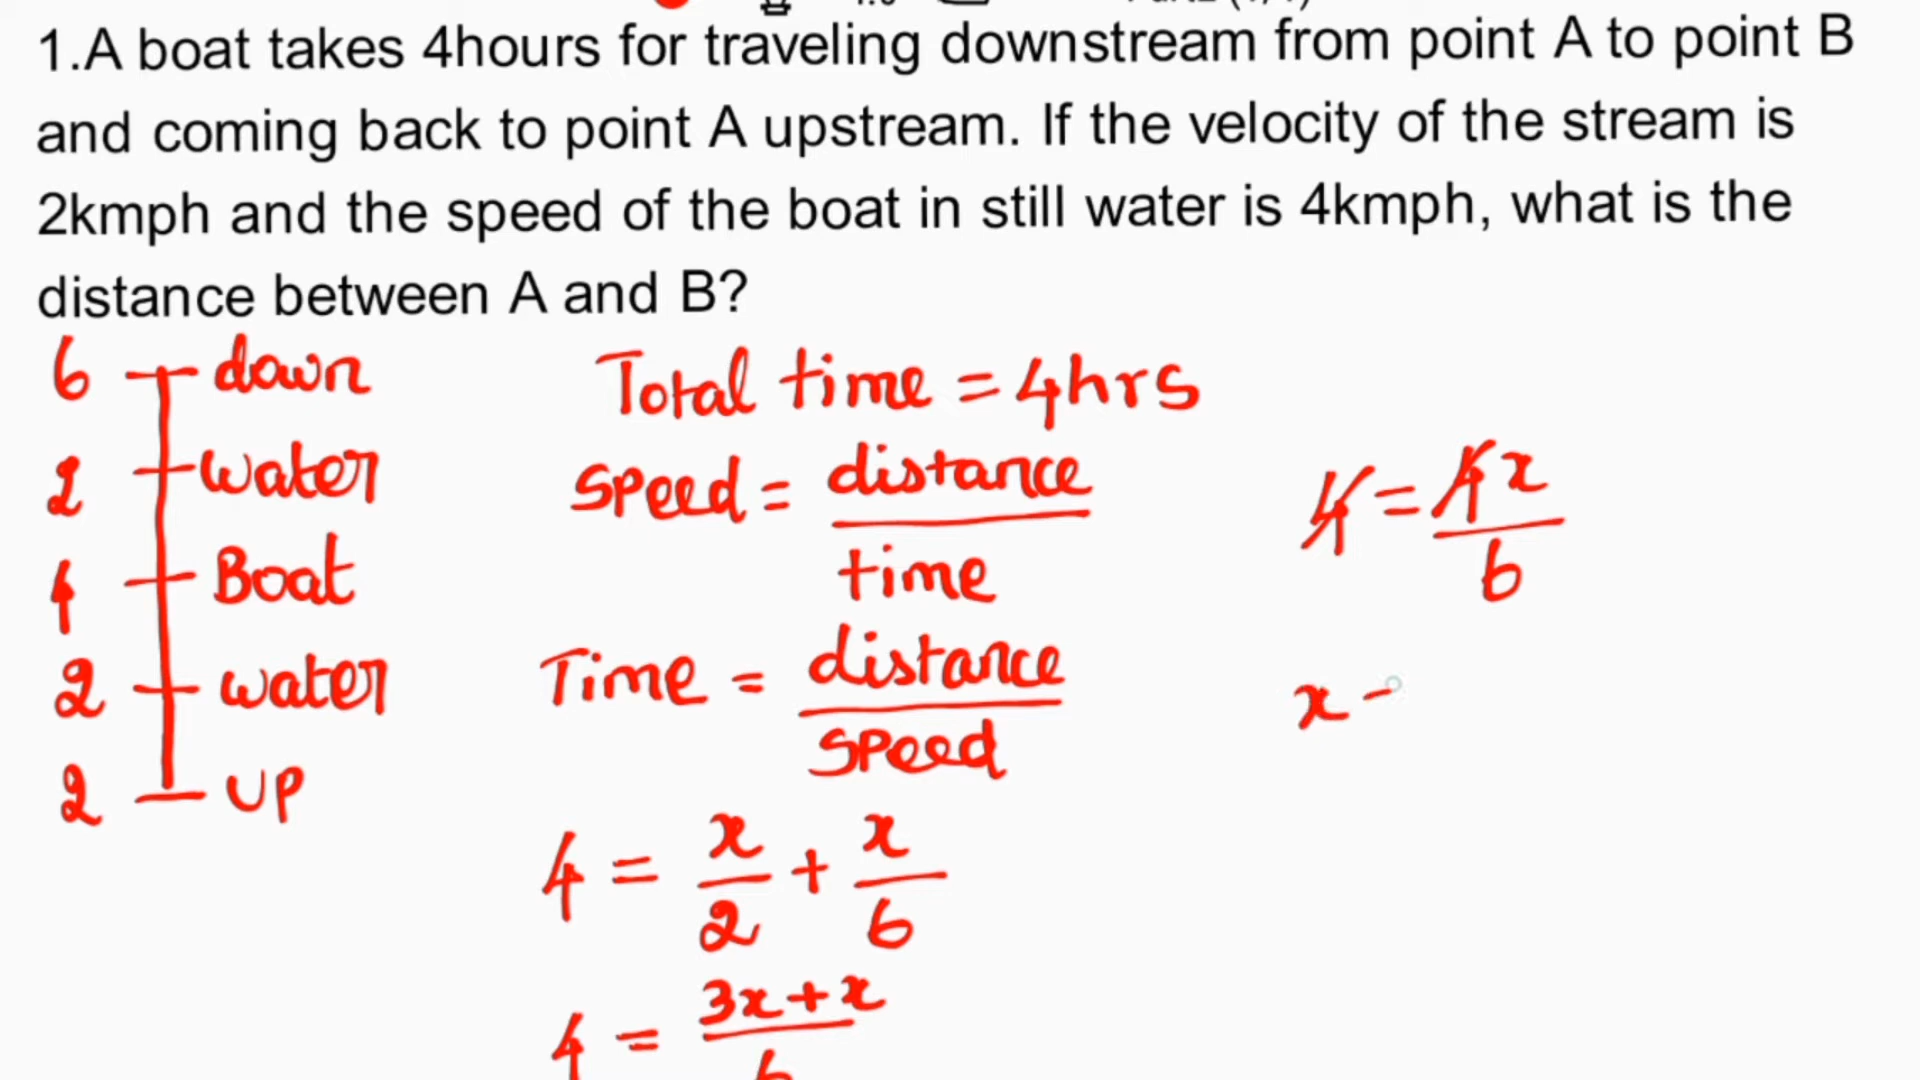 1.A boat takes 4hours for traveling downstream from point A to point B
and coming back to point A upstream. If the velocity of the stream is
2kmph and the speed of the boat in still water is 4kmph, what is the
distance between A and B?
6 down
2 water
4 Boat
2 water
2 UP
Total time = 4hrs
Speed = distance
time
Time = distance
Speed
4 = x/2 + x/6
4 = 3x+x
6
4 = 4x
6
x -